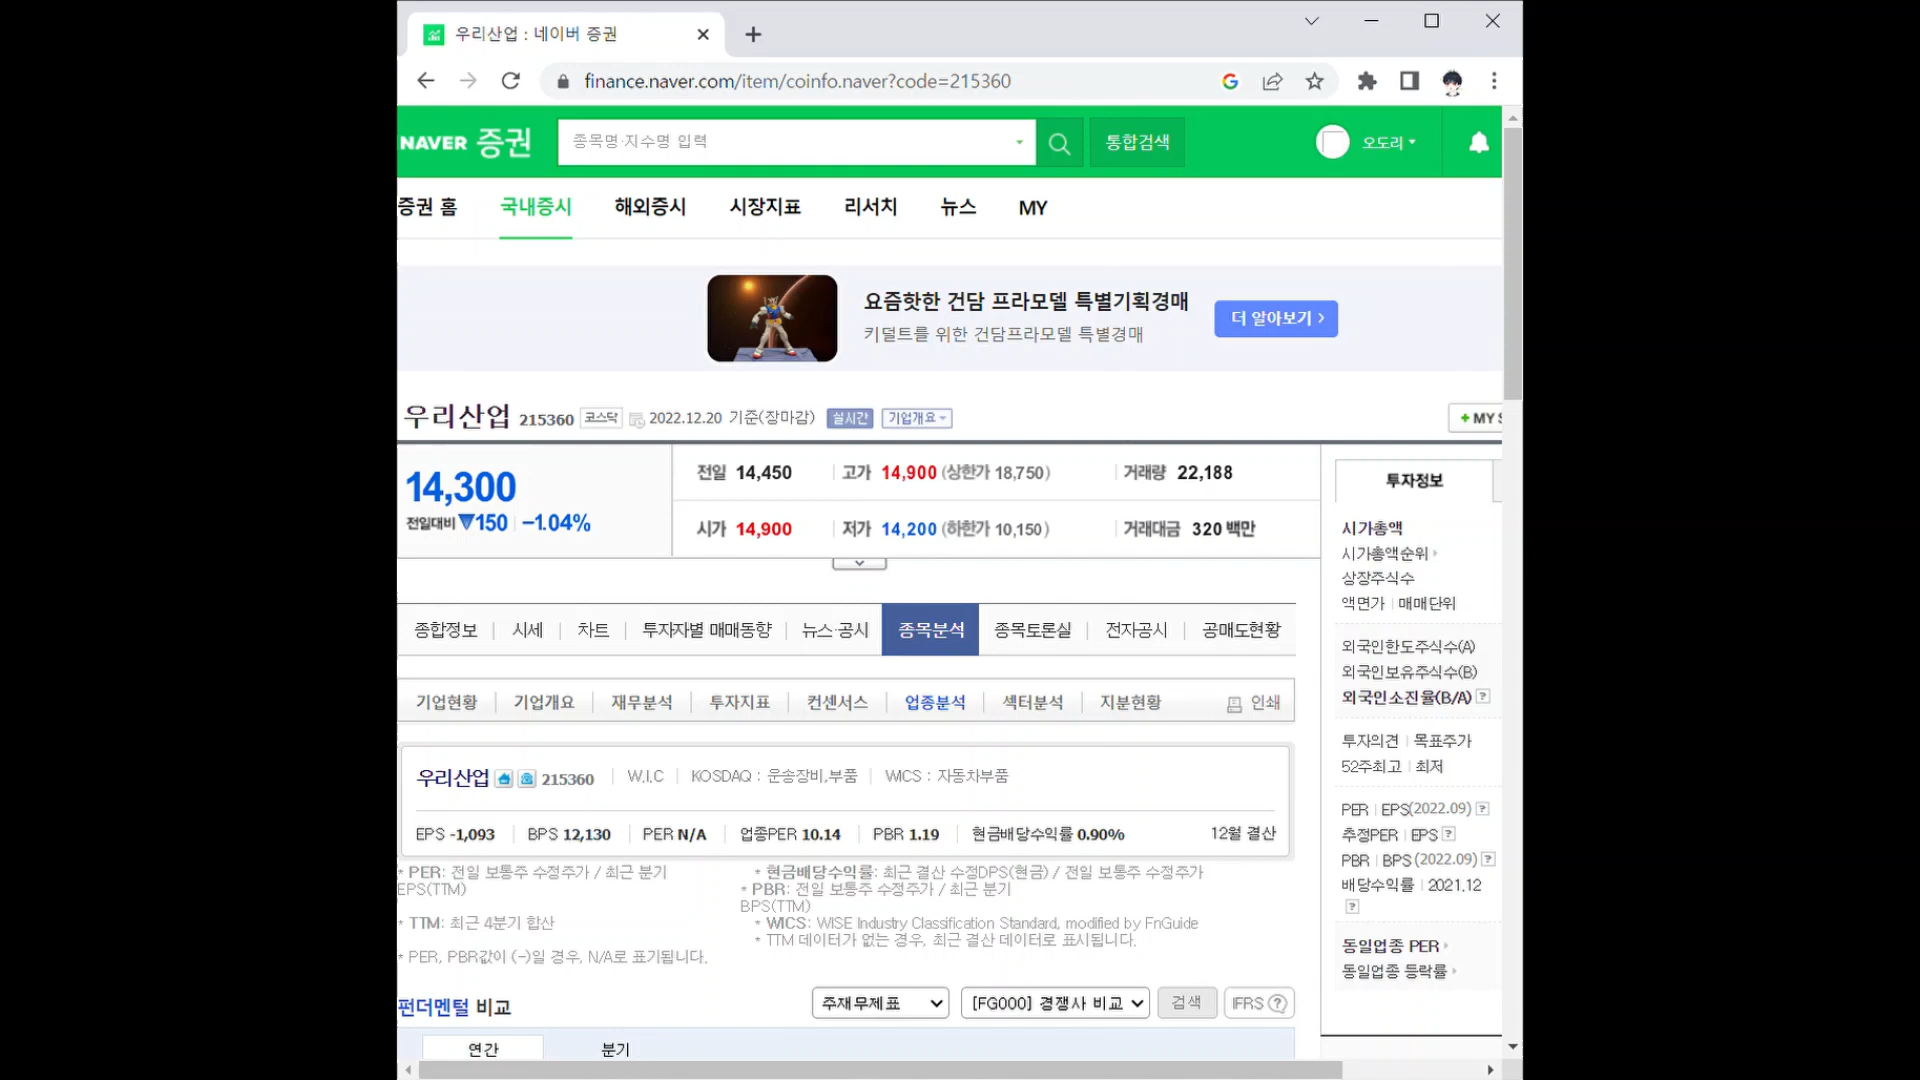 우리산업 : 네이버 증권
finance.naver.com/item/coinfo.naver?code=215360
NAVER 증권 종목명·지수명 입력 통합검색 오도리
증권 홈 국내증시 해외증시 시장지표 리서치 뉴스 MY
요즘핫한 건담 프라모델 특별기획경매
키덜트를 위한 건담프라모델 특별경매
더 알아보기 >
우리산업 215360 코스닥 2022.12.20 기준(장마감) 실시간 기업개요 + MY S
14,300
전일대비 ▼150 -1.04%
전일 14,450 고가 14,900 (상한가 18,750) 거래량 22,188
시가 14,900 저가 14,200 (하한가 10,150) 거래대금 320 백만
종합정보 시세 차트 투자자별 매매동향 뉴스·공시 종목분석 종목토론실 전자공시 공매도현황
기업현황 기업개요 재무분석 투자지표 컨센서스 업종분석 섹터분석 지분현황 인쇄
우리산업 215360 W.I.C KOSDAQ : 운송장비,부품 WICS : 자동차부품
EPS -1,093 BPS 12,130 PER N/A 업종PER 10.14 PBR 1.19 현금배당수익률 0.90% 12월 결산
* PER: 전일 보통주 수정주가 / 최근 분기
EPS(TTM)
* TTM: 최근 4분기 합산
* PER, PBR값이 (-)일 경우, N/A로 표기됩니다.
* 현금배당수익률: 최근 결산 수정DPS(현금) / 전일 보통주 수정주가
* PBR: 전일 보통주 수정주가 / 최근 분기
BPS(TTM)
* WICS: WISE Industry Classification Standard, modified by FnGuide
* TTM 데이터가 없는 경우, 최근 결산 데이터로 표시됩니다.
펀더멘털 비교 주재무제표 [FG000] 경쟁사 비교 검색 IFRS ?
연간 분기
투자정보
시가총액
시가총액순위
상장주식수
액면가 매매단위
외국인한도주식수(A)
외국인보유주식수(B)
외국인소진율(B/A) ?
투자의견 목표주가
52주최고 최저
PER EPS(2022.09) ?
추정PER EPS ?
PBR BPS (2022.09) ?
배당수익률 2021.12
?
동일업종 PER
동일업종 등락률